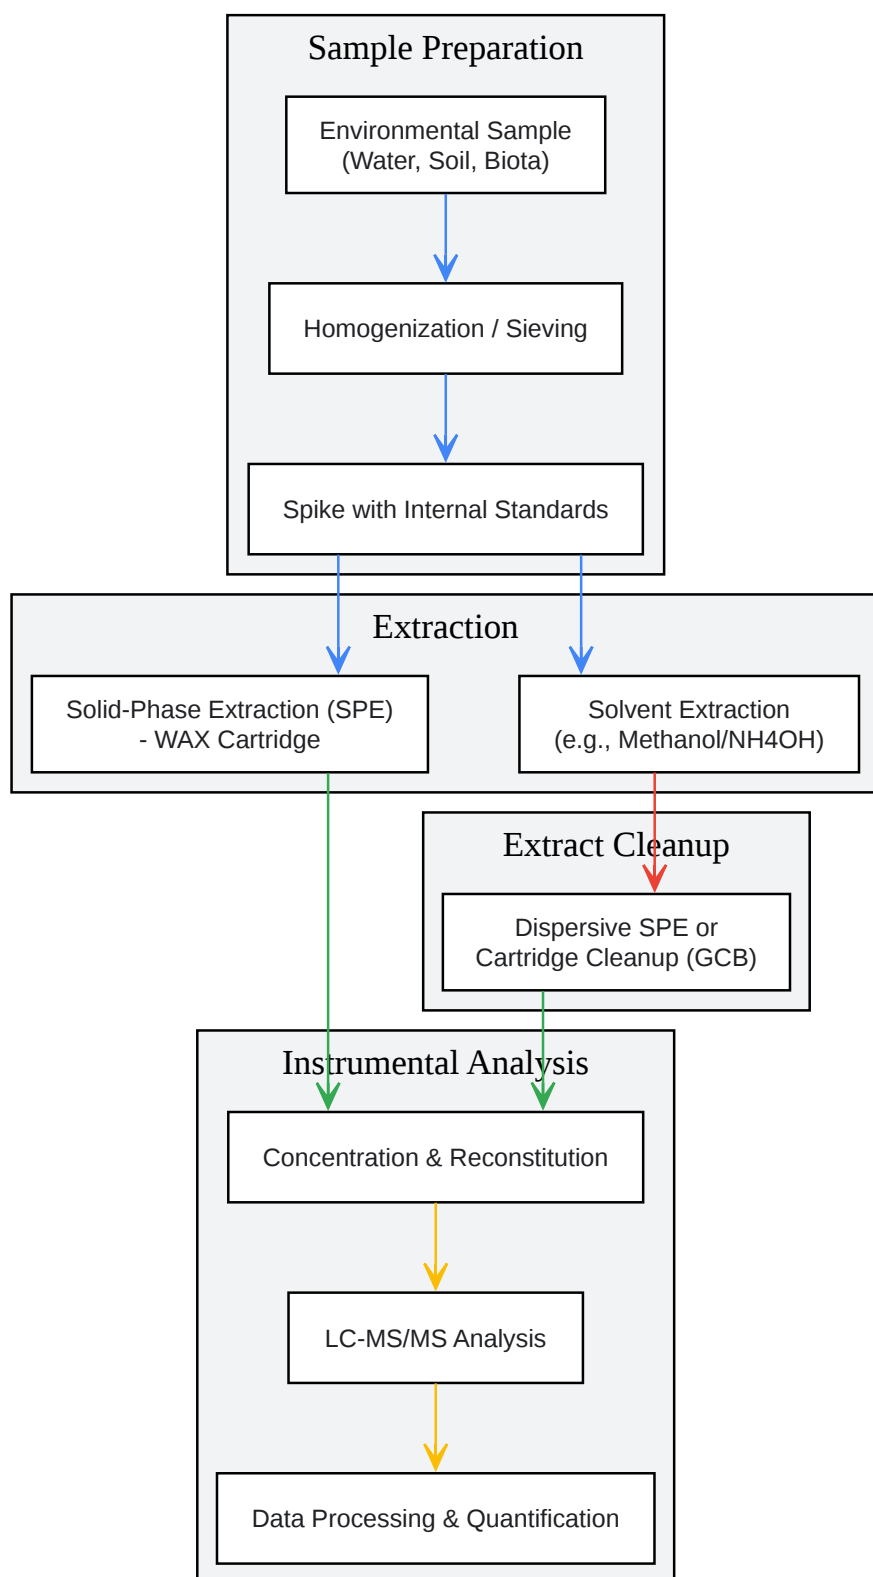 Sample Preparation
Environmental Sample
(Water, Soil, Biota)
Homogenization / Sieving
Spike with Internal Standards
Extraction
Solid-Phase Extraction (SPE)
- WAX Cartridge
Solvent Extraction
(e.g., Methanol/NH4OH)
Extract Cleanup
Dispersive SPE or
Cartridge Cleanup (GCB)
Instrumental Analysis
Concentration & Reconstitution
LC-MS/MS Analysis
Data Processing & Quantification